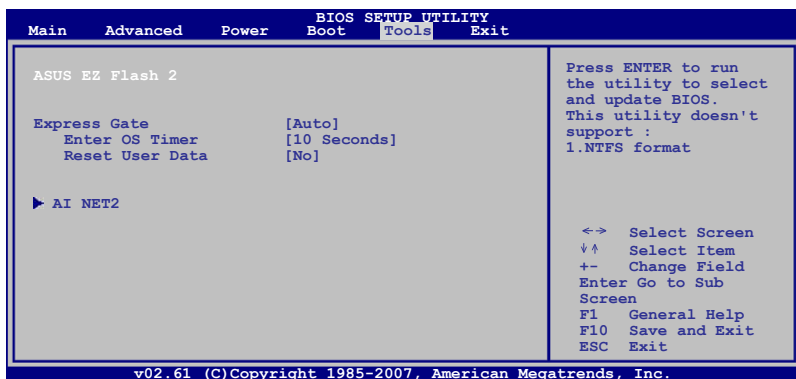 BIOS SETUP UTILITY
Main Advanced Power Boot Tools Exit
ASUS EZ Flash 2
Express Gate [Auto]
Enter OS Timer [10 Seconds]
Reset User Data [No]
AI NET2
Press ENTER to run
the utility to select
and update BIOS.
This utility doesn't
support :
1.NTFS format
←→ Select Screen
↓↑ Select Item
+- Change Field
Enter Go to Sub
Screen
F1 General Help
F10 Save and Exit
ESC Exit
v02.61 (C)Copyright 1985-2007, American Megatrends, Inc.